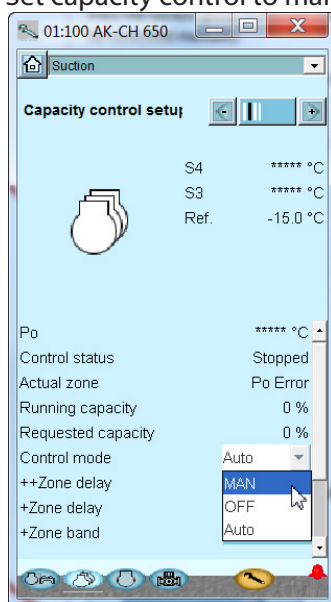 Set capacity control to ma
01:100 AK-CH 650
Suction
Capacity control setu
S4 ***** °C
S3 ***** °C
Ref. -15.0 °C
Po ***** °C
Control status Stopped
Actual zone Po Error
Running capacity 0 %
Requested capacity 0 %
Control mode Auto
++Zone delay MAN
+Zone delay OFF
+Zone band Auto